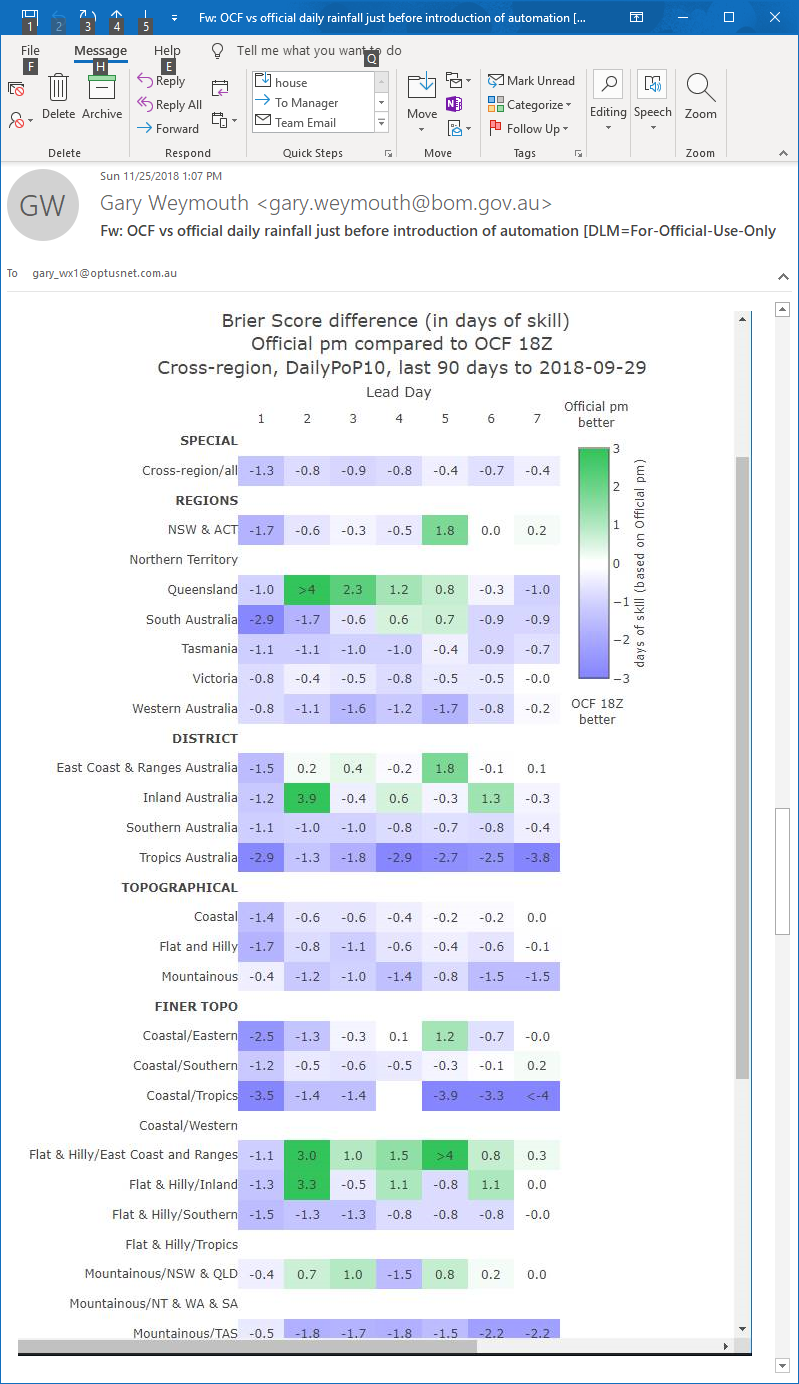 Fw: OCF vs official daily rainfall just before introduction of automation [...
1 2 3 4 5
File Message Help Tell me what you want to do
F H E Q
Delete Archive
Reply
Reply All
Forward
house
To Manager
Team Email
Move
Mark Unread
Categorize
Follow Up
Editing
Speech
Zoom
Delete Respond Quick Steps Move Tags Zoom
GW
Sun 11/25/2018 1:07 PM
Gary Weymouth <gary.weymouth@bom.gov.au>
Fw: OCF vs official daily rainfall just before introduction of automation [DLM=For-Official-Use-Only
To gary_wx1@optusnet.com.au
Brier Score difference (in days of skill)
Official pm compared to OCF 18Z
Cross-region, DailyPoP10, last 90 days to 2018-09-29
Lead Day
1 2 3 4 5 6 7
SPECIAL
Cross-region/all -1.3 -0.8 -0.9 -0.8 -0.4 -0.7 -0.4
REGIONS
NSW & ACT -1.7 -0.6 -0.3 -0.5 1.8 0.0 0.2
Northern Territory
Queensland -1.0 >4 2.3 1.2 0.8 -0.3 -1.0
South Australia -2.9 -1.7 -0.6 0.6 0.7 -0.9 -0.9
Tasmania -1.1 -1.1 -1.0 -1.0 -0.4 -0.9 -0.7
Victoria -0.8 -0.4 -0.5 -0.8 -0.5 -0.5 -0.0
Western Australia -0.8 -1.1 -1.6 -1.2 -1.7 -0.8 -0.2
DISTRICT
East Coast & Ranges Australia -1.5 0.2 0.4 -0.2 1.8 -0.1 0.1
Inland Australia -1.2 3.9 -0.4 0.6 -0.3 1.3 -0.3
Southern Australia -1.1 -1.0 -1.0 -0.8 -0.7 -0.8 -0.4
Tropics Australia -2.9 -1.3 -1.8 -2.9 -2.7 -2.5 -3.8
TOPOGRAPHICAL
Coastal -1.4 -0.6 -0.6 -0.4 -0.2 -0.2 0.0
Flat and Hilly -1.7 -0.8 -1.1 -0.6 -0.4 -0.6 -0.1
Mountainous -0.4 -1.2 -1.0 -1.4 -0.8 -1.5 -1.5
FINER TOPO
Coastal/Eastern -2.5 -1.3 -0.3 0.1 1.2 -0.7 -0.0
Coastal/Southern -1.2 -0.5 -0.6 -0.5 -0.3 -0.1 0.2
Coastal/Tropics -3.5 -1.4 -1.4 -3.9 -3.3 <-4
Coastal/Western
Flat & Hilly/East Coast and Ranges -1.1 3.0 1.0 1.5 >4 0.8 0.3
Flat & Hilly/Inland -1.3 3.3 -0.5 1.1 -0.8 1.1 0.0
Flat & Hilly/Southern -1.5 -1.3 -1.3 -0.8 -0.8 -0.8 -0.0
Flat & Hilly/Tropics
Mountainous/NSW & QLD -0.4 0.7 1.0 -1.5 0.8 0.2 0.0
Mountainous/NT & WA & SA
Mountainous/TAS -0.5 -1.8 -1.7 -1.8 -1.5 -2.2 -2.2
Official pm
better
3
2
1
0
−1
−2
−3
days of skill (based on Official pm)
OCF 18Z
better